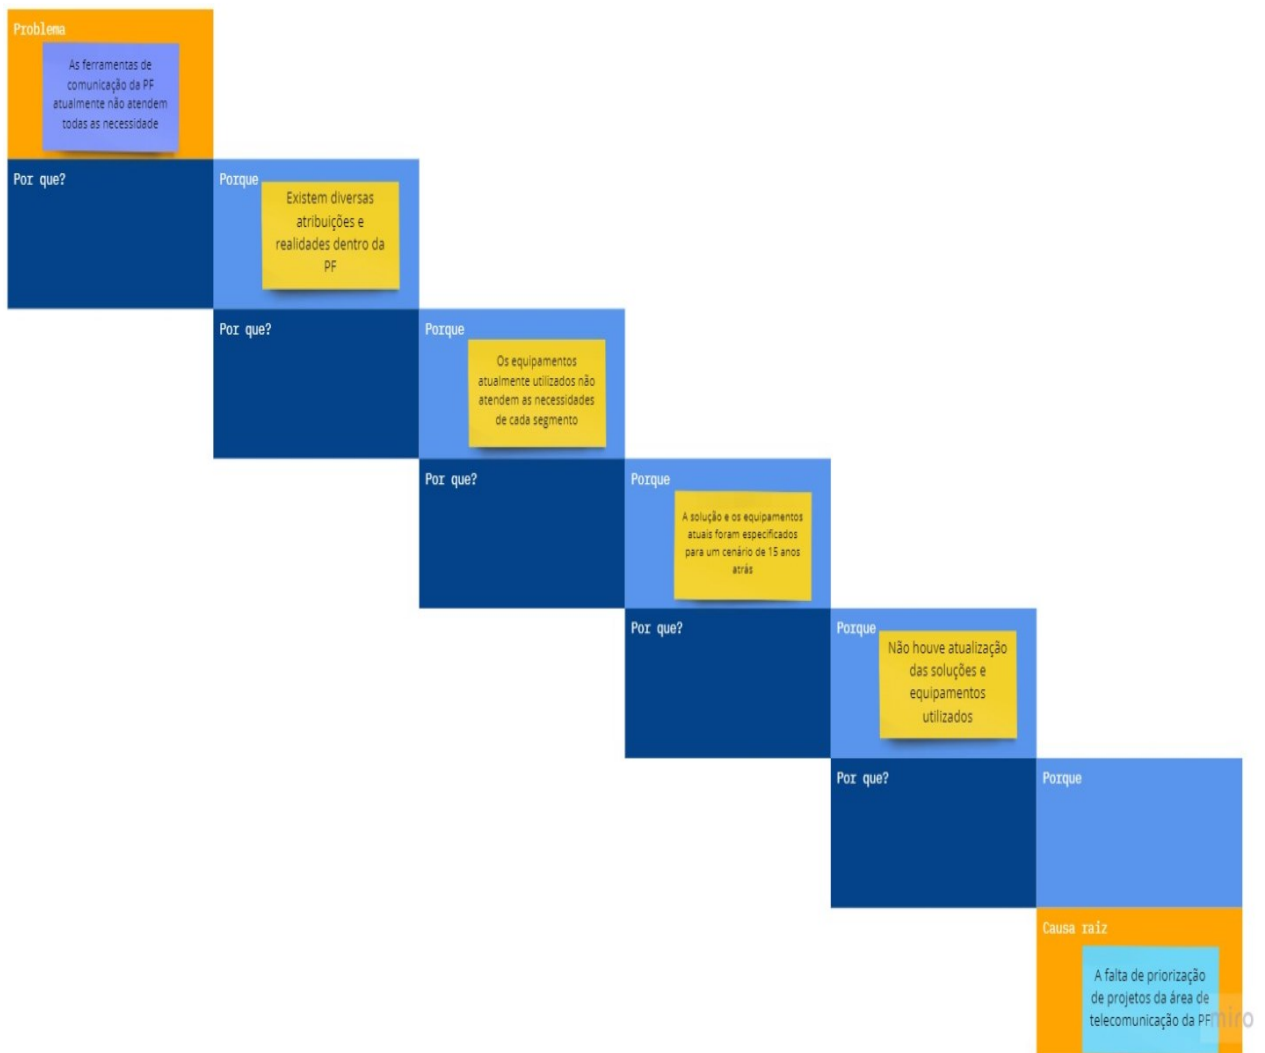 Problema
As ferramentas de
comunicação da PF
atualmente não atendem
todas as necessidade
Por que?
Porque
Existem diversas
atribuições e
realidades dentro da
PF
Por que?
Porque
Os equipamentos
atualmente utilizados não
atendem as necessidades
de cada segmento
Por que?
Porque
A solução e os equipamentos
atuais foram especificados
para um cenário de 15 anos
atrás
Por que?
Porque
Não houve atualização
das soluções e
equipamentos
utilizados
Por que?
Porque
Causa raiz
A falta de priorização
de projetos da área de
telecomunicação da PF
miro